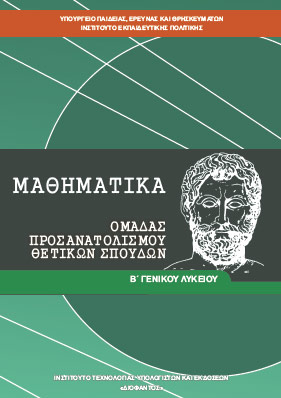 ΥΠΟΥΡΓΕΙΟ ΠΑΙΔΕΙΑΣ, ΕΡΕΥΝΑΣ ΚΑΙ ΘΡΗΣΚΕΥΜΑΤΩΝ
ΙΝΣΤΙΤΟΥΤΟ ΕΚΠΑΙΔΕΥΤΙΚΗΣ ΠΟΛΙΤΙΚΗΣ
ΜΑΘΗΜΑΤΙΚΑ
ΟΜΑΔΑΣ
ΠΡΟΣΑΝΑΤΟΛΙΣΜΟΥ
ΘΕΤΙΚΩΝ ΣΠΟΥΔΩΝ
Β΄ ΓΕΝΙΚΟΥ ΛΥΚΕΙΟΥ
ΙΝΣΤΙΤΟΥΤΟ ΤΕΧΝΟΛΟΓΙΑΣ ΥΠΟΛΟΓΙΣΤΩΝ ΚΑΙ ΕΚΔΟΣΕΩΝ
«ΔΙΟΦΑΝΤΟΣ»